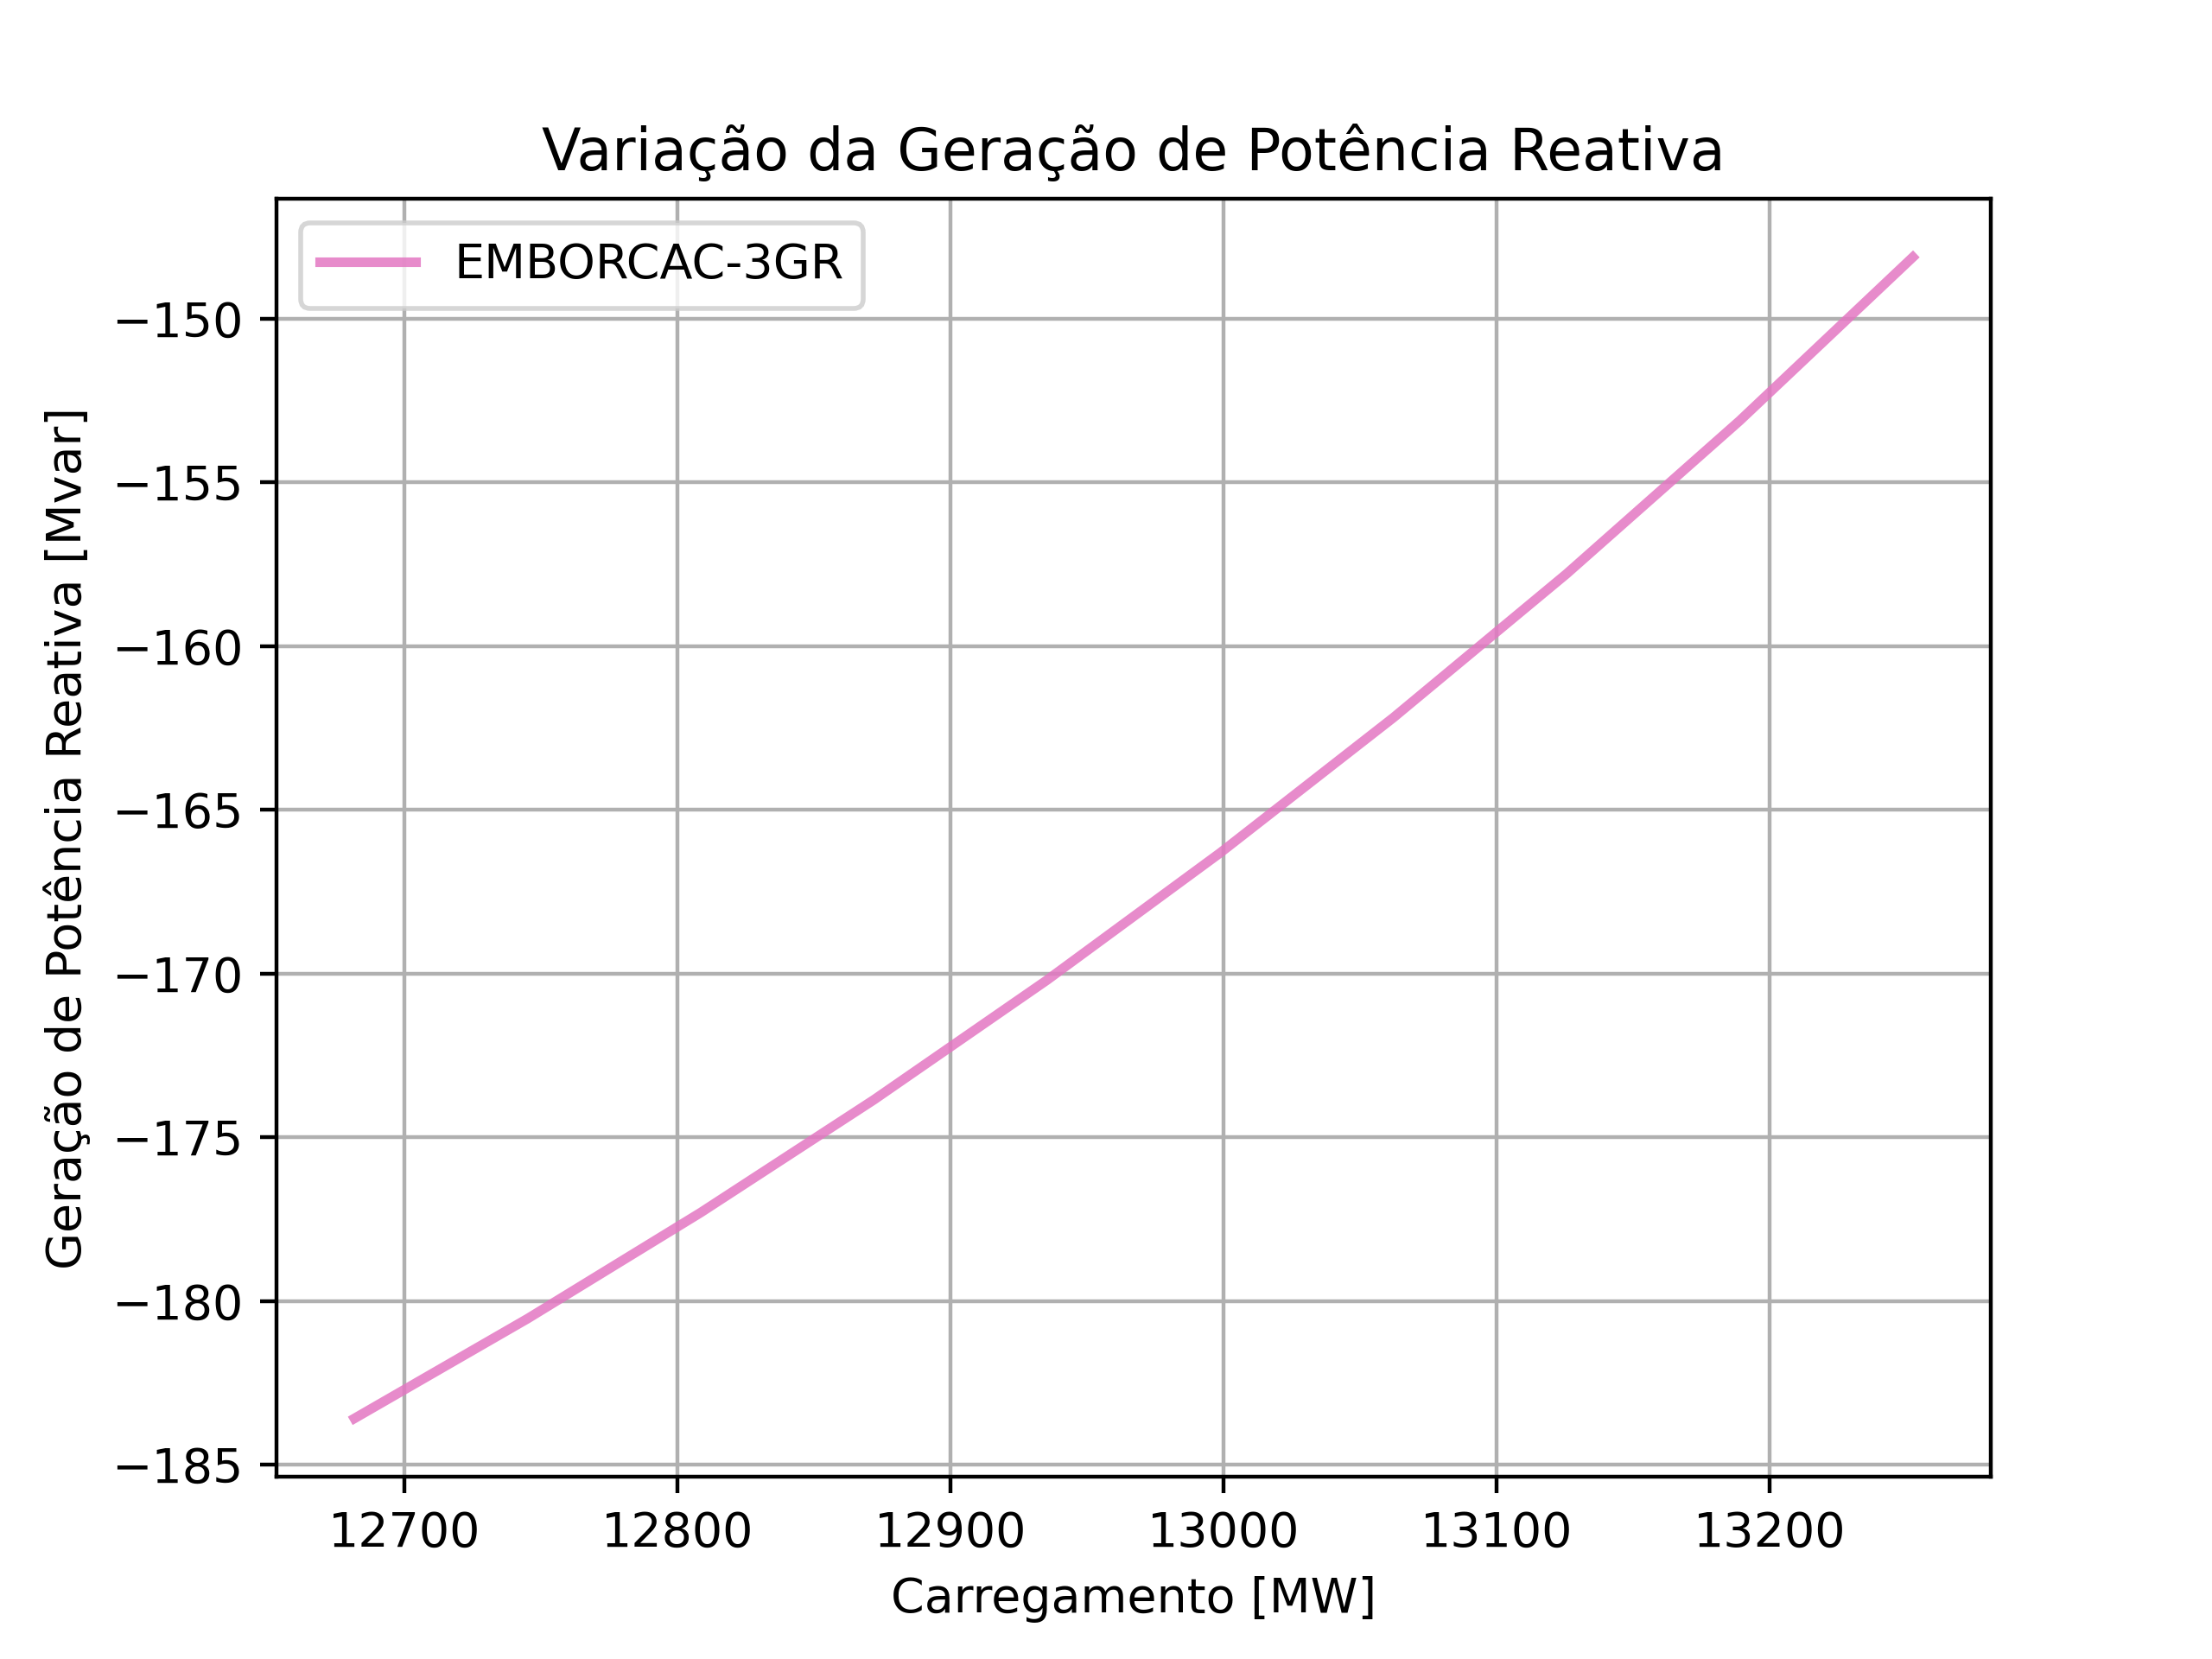 Variação da Geração de Potência Reativa
EMBORCAC-3GR
Geração de Potência Reativa [Mvar]
−150
−155
−160
−165
−170
−175
−180
−185
12700 12800 12900 13000 13100 13200
Carregamento [MW]